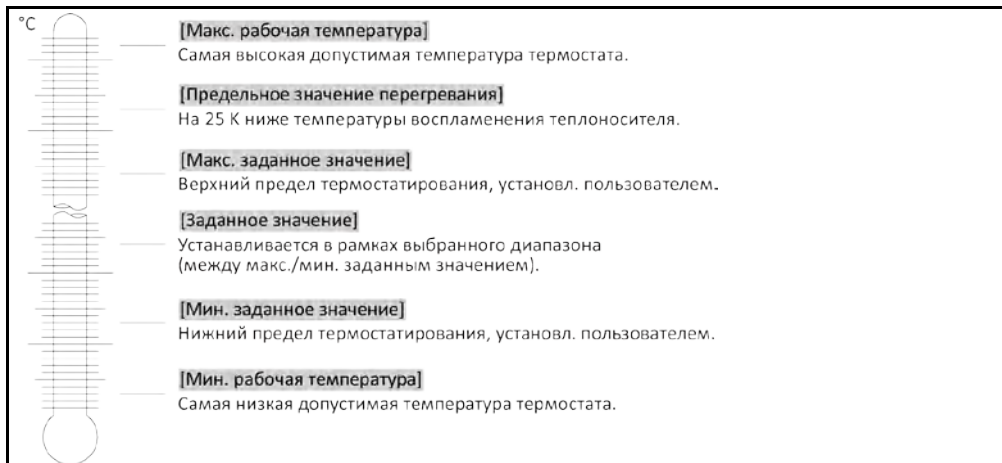 °C
[Макс. рабочая температура]
Самая высокая допустимая температура термостата.
[Предельное значение перегревания]
На 25 К ниже температуры воспламенения теплоносителя.
[Макс. заданное значение]
Верхний предел термостатирования, установл. пользователем.
[Заданное значение]
Устанавливается в рамках выбранного диапазона
(между макс./мин. заданным значением).
[Мин. заданное значение]
Нижний предел термостатирования, установл. пользователем.
[Мин. рабочая температура]
Самая низкая допустимая температура термостата.